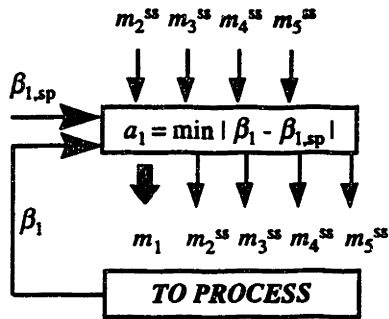 m₂ˢˢ m₃ˢˢ m₄ˢˢ m₅ˢˢ
β₁,sp
a₁ = min | β₁ - β₁,sp |
β₁
m₁ m₂ˢˢ m₃ˢˢ m₄ˢˢ m₅ˢˢ
TO PROCESS